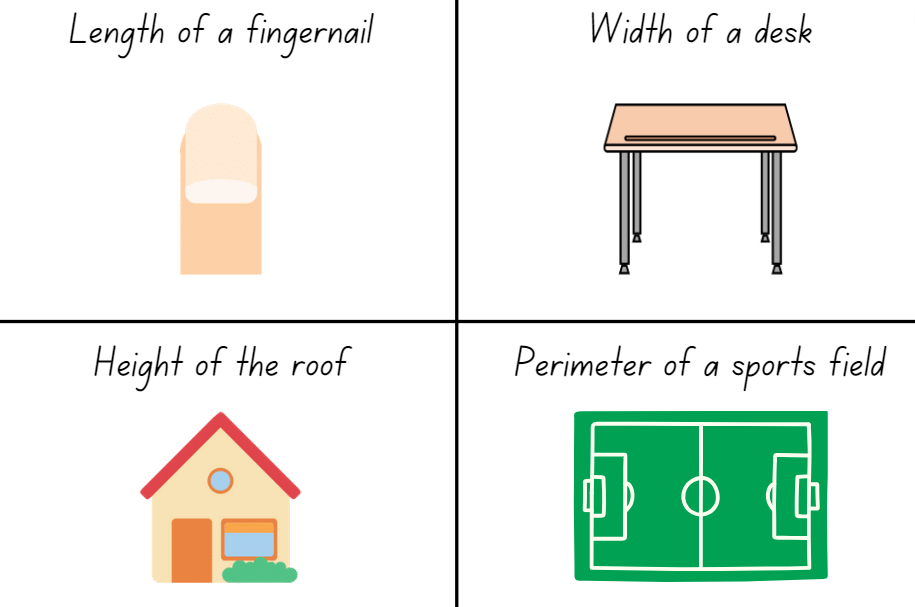 Length of a fingernail
Width of a desk
Height of the roof
Perimeter of a sports field